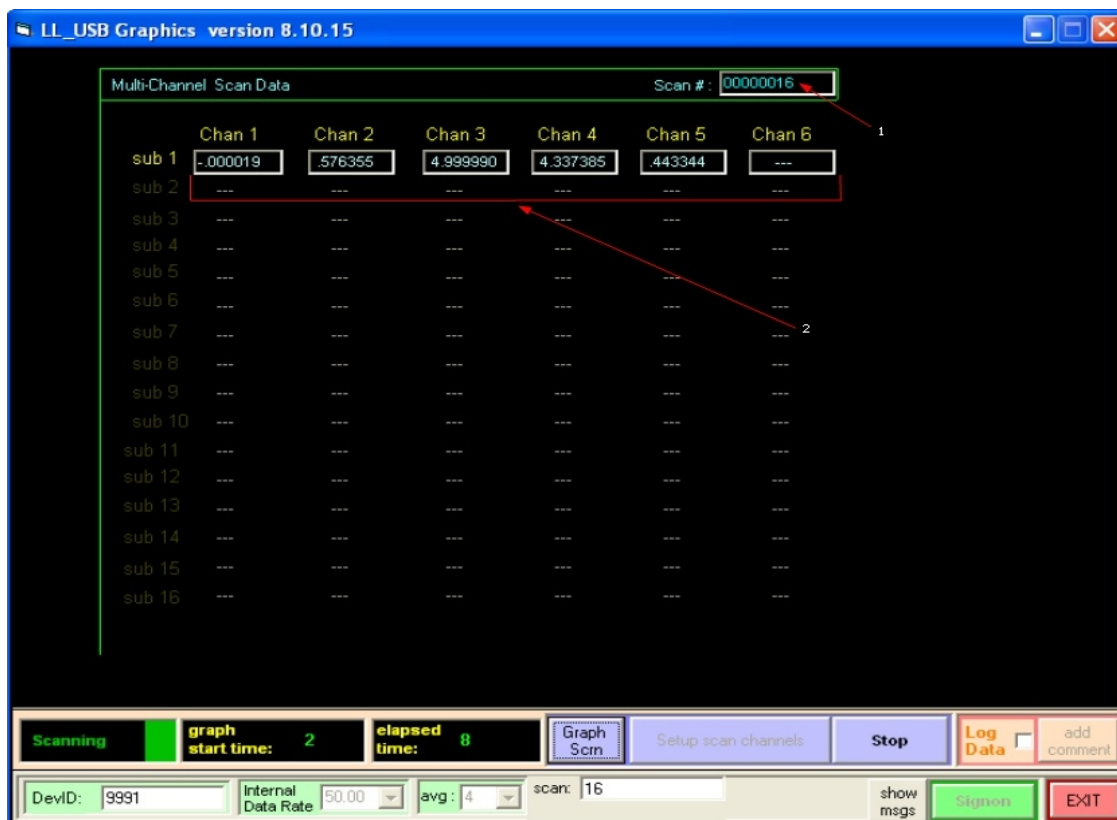 LL_USB Graphics version 8.10.15
Multi-Channel Scan Data Scan # : 00000016
1
Chan 1 Chan 2 Chan 3 Chan 4 Chan 5 Chan 6
sub 1 -.000019 .576355 4.999990 4.337385 .443344 ---
sub 2 --- --- --- --- --- ---
sub 3 --- --- --- --- --- ---
sub 4 --- --- --- --- --- ---
sub 5 --- --- --- --- --- ---
sub 6 --- --- --- --- --- ---
sub 7 --- --- --- --- --- --- 2
sub 8 --- --- --- --- --- ---
sub 9 --- --- --- --- --- ---
sub 10 --- --- --- --- --- ---
sub 11 --- --- --- --- --- ---
sub 12 --- --- --- --- --- ---
sub 13 --- --- --- --- --- ---
sub 14 --- --- --- --- --- ---
sub 15 --- --- --- --- --- ---
sub 16 --- --- --- --- --- ---
Scanning
graph
start time: 2
elapsed
time: 8
Graph
Scrn
Setup scan channels
Stop
Log
Data
add
comment
DevID: 9991
Internal
Data Rate 50.00
avg : 4
scan: 16
show
msgs
Signon
EXIT